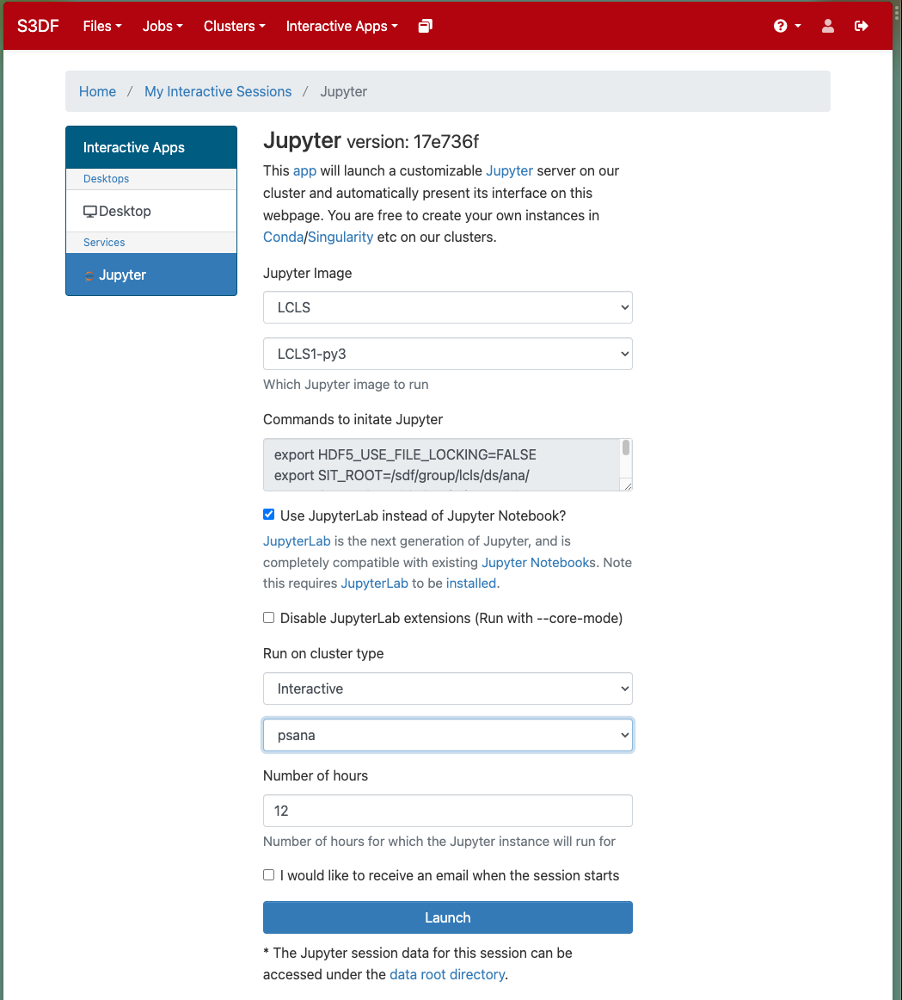 S3DF Files Jobs Clusters Interactive Apps
Home / My Interactive Sessions / Jupyter
Interactive Apps
Desktops
Desktop
Services
Jupyter
Jupyter version: 17e736f
This app will launch a customizable Jupyter server on our
cluster and automatically present its interface on this
webpage. You are free to create your own instances in
Conda/Singularity etc on our clusters.
Jupyter Image
LCLS
LCLS1-py3
Which Jupyter image to run
Commands to initate Jupyter
export HDF5_USE_FILE_LOCKING=FALSE
export SIT_ROOT=/sdf/group/lcls/ds/ana/
Use JupyterLab instead of Jupyter Notebook?
JupyterLab is the next generation of Jupyter, and is
completely compatible with existing Jupyter Notebooks. Note
this requires JupyterLab to be installed.
Disable JupyterLab extensions (Run with --core-mode)
Run on cluster type
Interactive
psana
Number of hours
12
Number of hours for which the Jupyter instance will run for
I would like to receive an email when the session starts
Launch
* The Jupyter session data for this session can be
accessed under the data root directory.